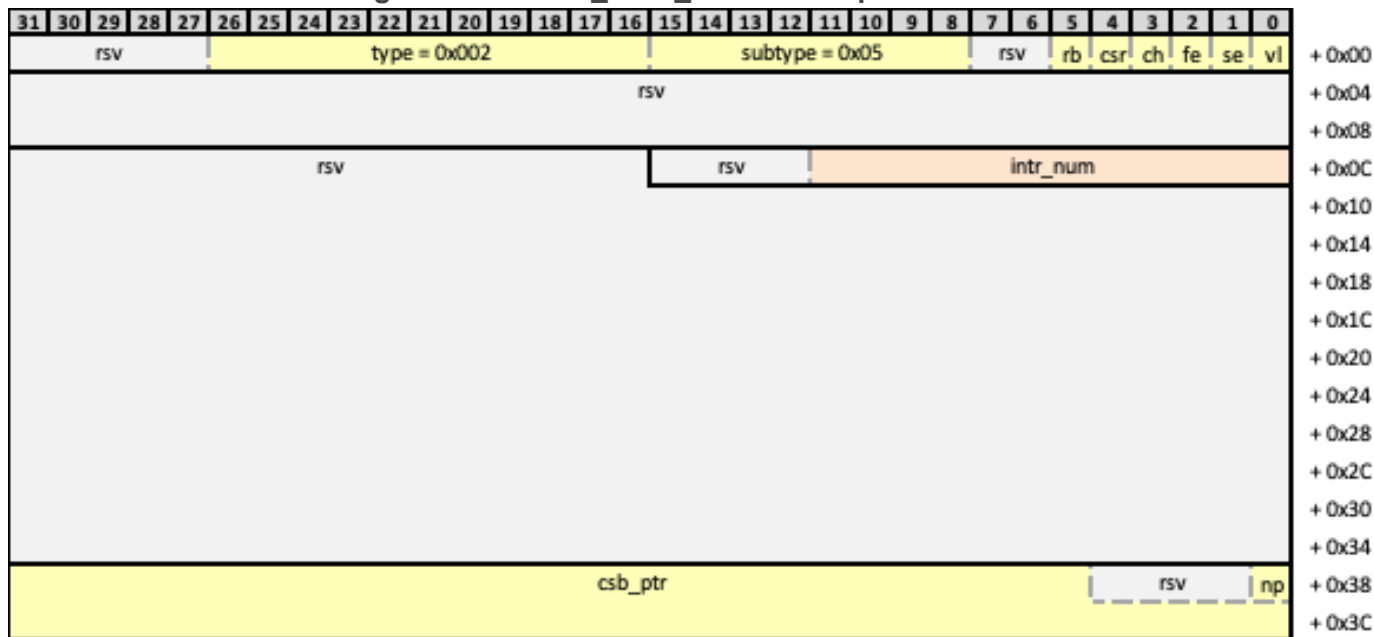 31 30 29 28 27 26 25 24 23 22 21 20 19 18 17 16 15 14 13 12 11 10 9 8 7 6 5 4 3 2 1 0
rsv type = 0x002 subtype = 0x05 rsv rb csr ch fe se vl + 0x00
rsv + 0x04
+ 0x08
rsv rsv intr_num + 0x0C
+ 0x10
+ 0x14
+ 0x18
+ 0x1C
+ 0x20
+ 0x24
+ 0x28
+ 0x2C
+ 0x30
+ 0x34
csb_ptr rsv np + 0x38
+ 0x3C